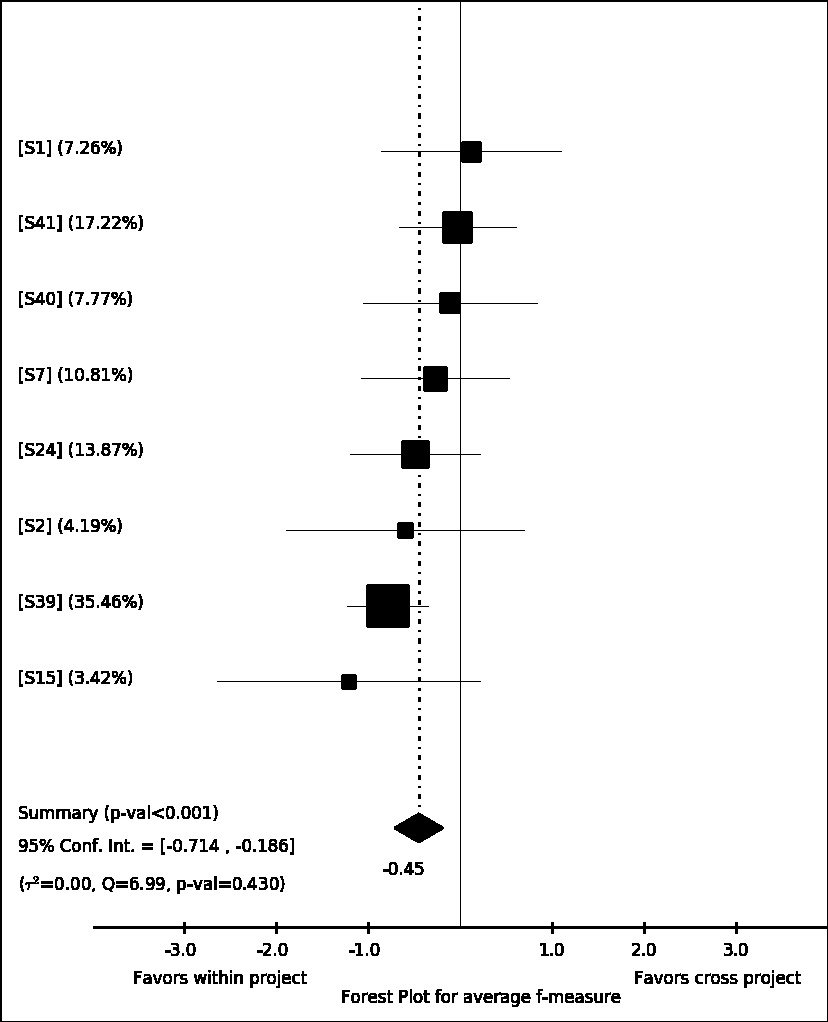 [S1] (7.26%)
[S41] (17.22%)
[S40] (7.77%)
[S7] (10.81%)
[S24] (13.87%)
[S2] (4.19%)
[S39] (35.46%)
[S15] (3.42%)
Summary (p-val<0.001)
95% Conf. Int. = [-0.714 , -0.186]
-0.45
(τ²=0.00, Q=6.99, p-val=0.430)
-3.0 -2.0 -1.0 1.0 2.0 3.0
Favors within project Favors cross project
Forest Plot for average f-measure